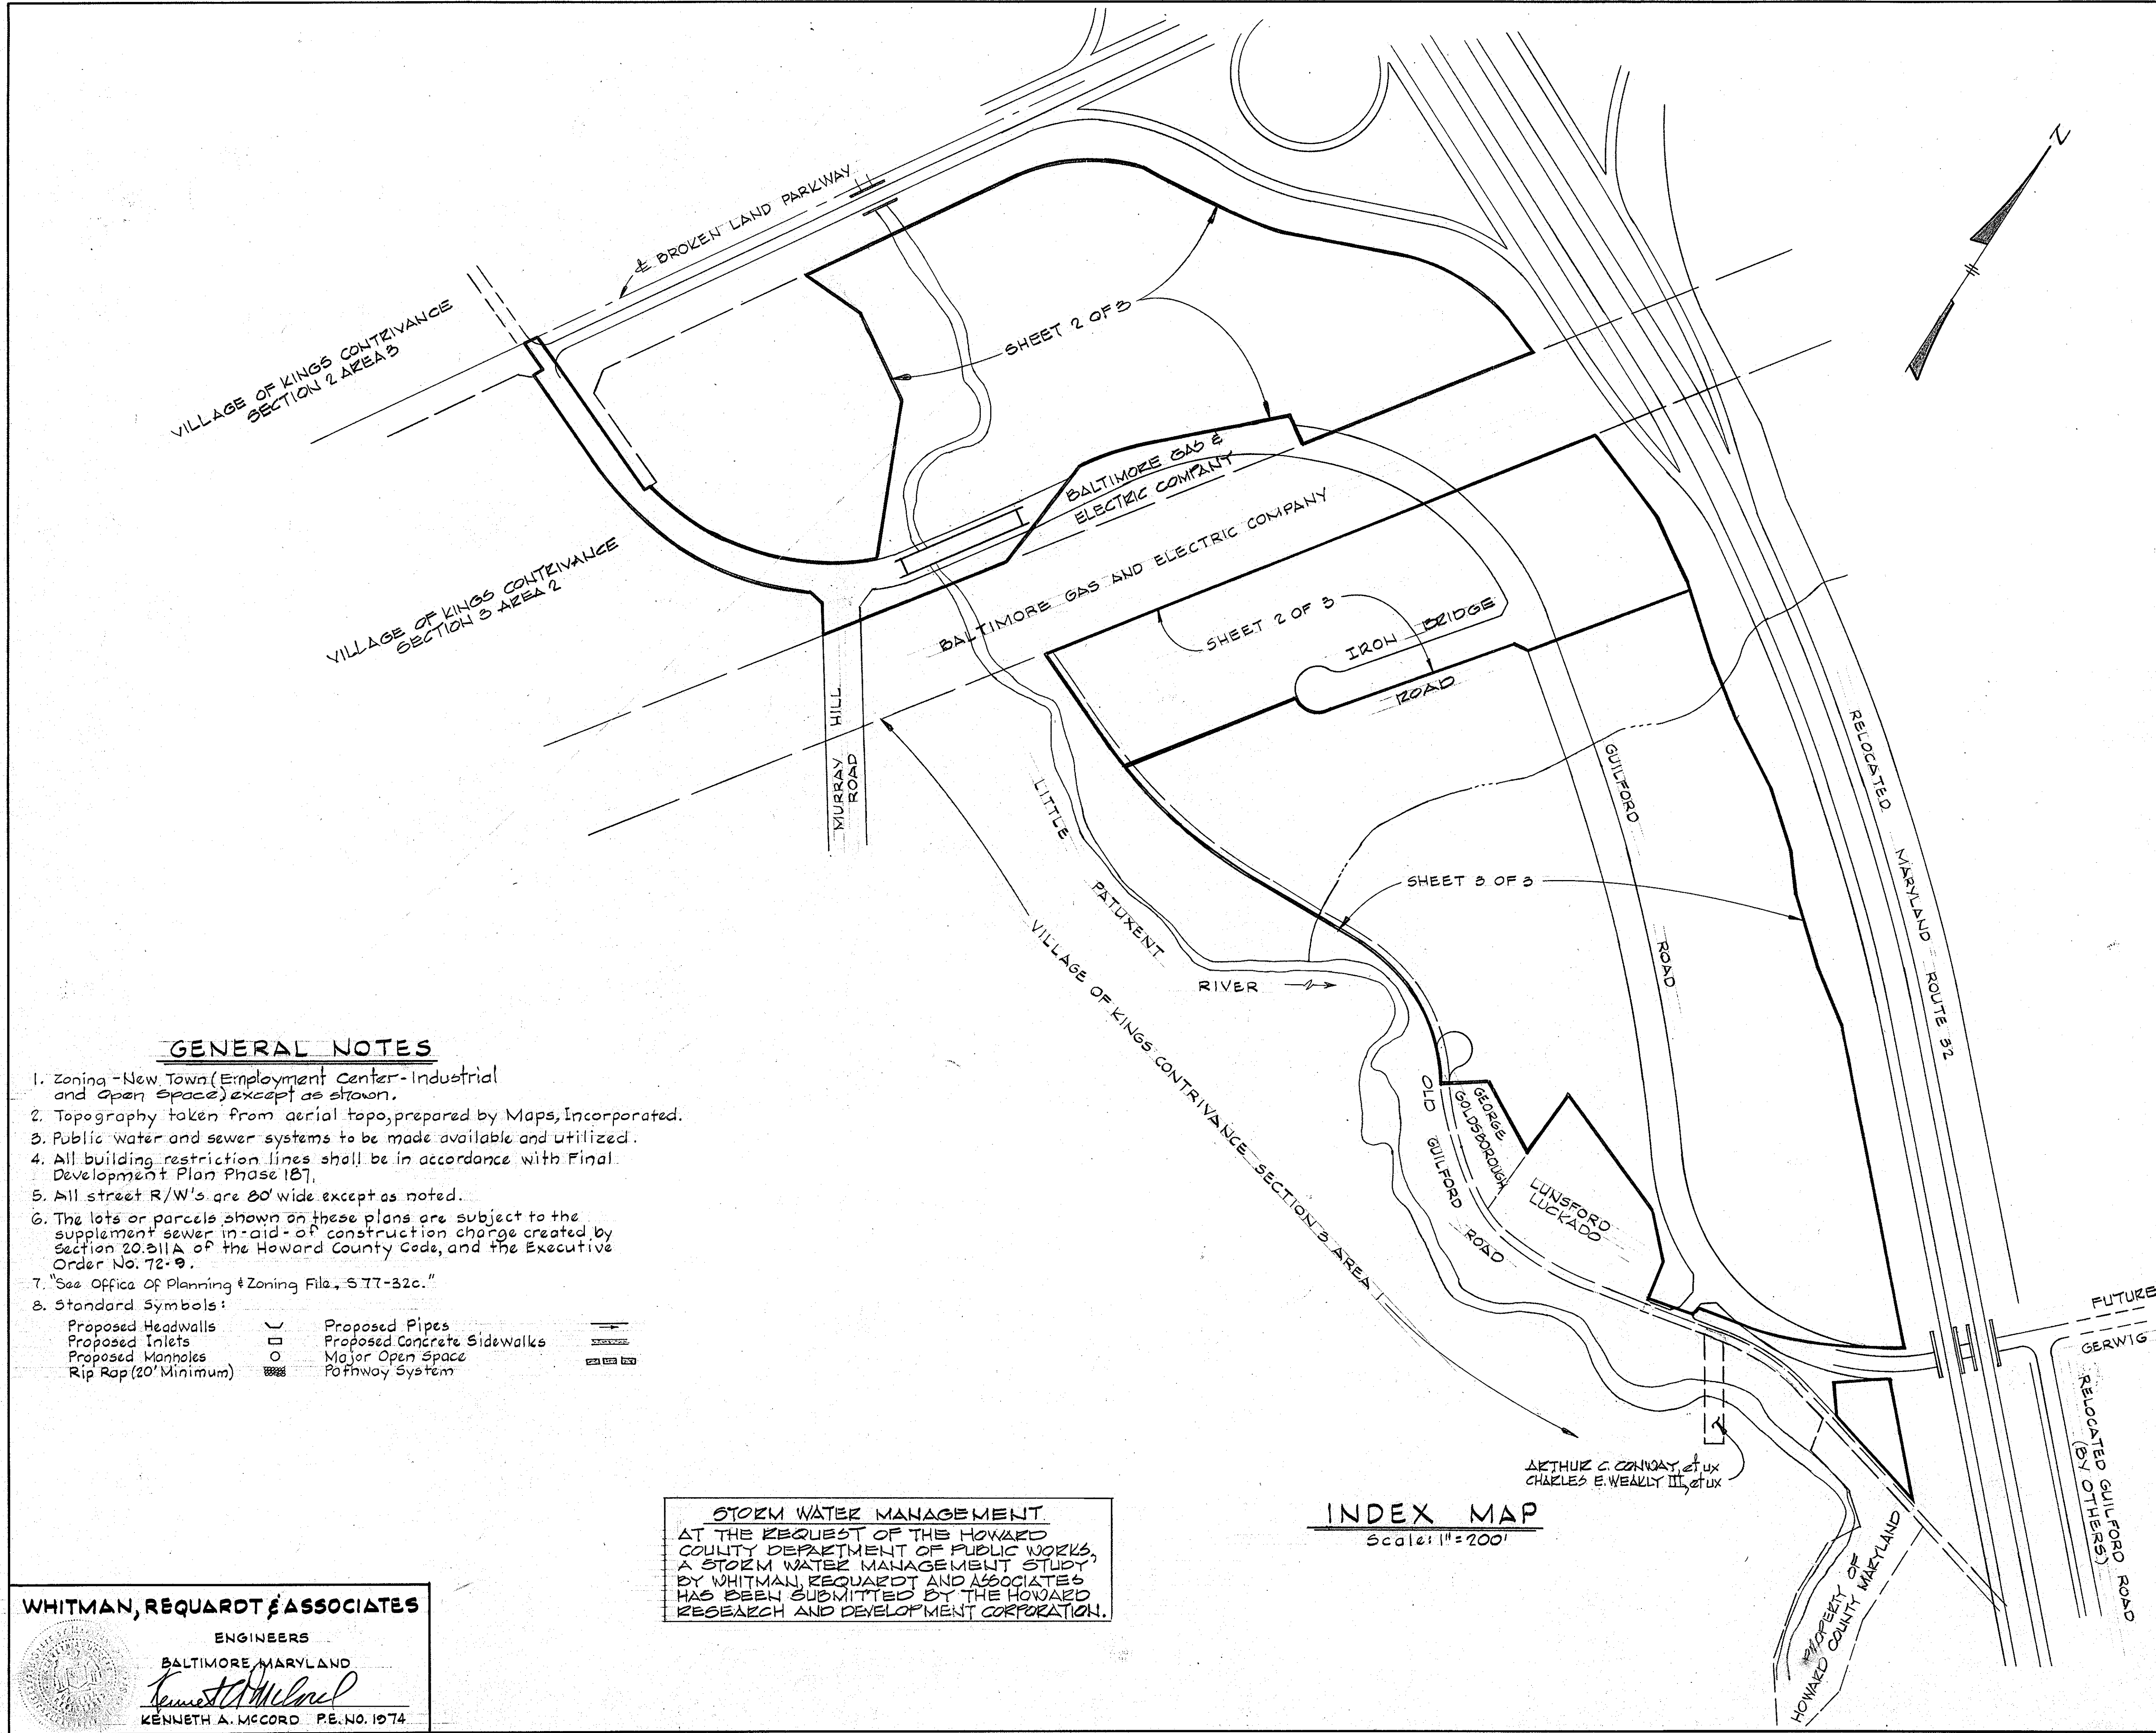 ℄ BROKEN LAND PARKWAY
N
VILLAGE OF KINGS CONTRIVANCE
SECTION 2 AREA 3
SHEET 2 OF 3
BALTIMORE GAS &
ELECTRIC COMPANY
BALTIMORE GAS AND ELECTRIC COMPANY
VILLAGE OF KINGS CONTRIVANCE
SECTION 3 AREA 2
SHEET 2 OF 3
IRON BRIDGE
ROAD
MURRAY HILL
ROAD
LITTLE
PATUXENT
RIVER
GUILFORD
ROAD
RELOCATED MARYLAND ROUTE 32
SHEET 3 OF 3
VILLAGE OF KINGS CONTRIVANCE SECTION 3 AREA 1
OLD GUILFORD ROAD
GEORGE
GOLDSBOROUGH
LUNSFORD
LUCKADO
FUTURE
GERWIG
RELOCATED GUILFORD ROAD
(BY OTHERS)
ARTHUR C. CONWAY, et ux
CHARLES E. WEAKLY III, et ux
PROPERTY OF
HOWARD COUNTY MARYLAND
INDEX MAP
Scale: 1"=200'
GENERAL NOTES
1. Zoning - New Town (Employment Center - Industrial
and Open Space) except as shown.
2. Topography taken from aerial topo, prepared by Maps, Incorporated.
3. Public water and sewer systems to be made available and utilized.
4. All building restriction lines shall be in accordance with Final
Development Plan Phase 187.
5. All street R/W's are 80' wide except as noted.
6. The lots or parcels shown on these plans are subject to the
supplement sewer in-aid-of construction charge created by
Section 20.311A of the Howard County Code, and the Executive
Order No. 72-9.
7. "See Office Of Planning & Zoning File, S 77-32c."
8. Standard Symbols:
Proposed Headwalls Proposed Pipes
Proposed Inlets Proposed Concrete Sidewalks
Proposed Manholes Major Open Space
Rip Rap (20' Minimum) Pathway System
STORM WATER MANAGEMENT
AT THE REQUEST OF THE HOWARD
COUNTY DEPARTMENT OF PUBLIC WORKS,
A STORM WATER MANAGEMENT STUDY
BY WHITMAN, REQUARDT AND ASSOCIATES
HAS BEEN SUBMITTED BY THE HOWARD
RESEARCH AND DEVELOPMENT CORPORATION.
WHITMAN, REQUARDT & ASSOCIATES
ENGINEERS
BALTIMORE, MARYLAND
KENNETH A. McCORD P.E. NO. 1974